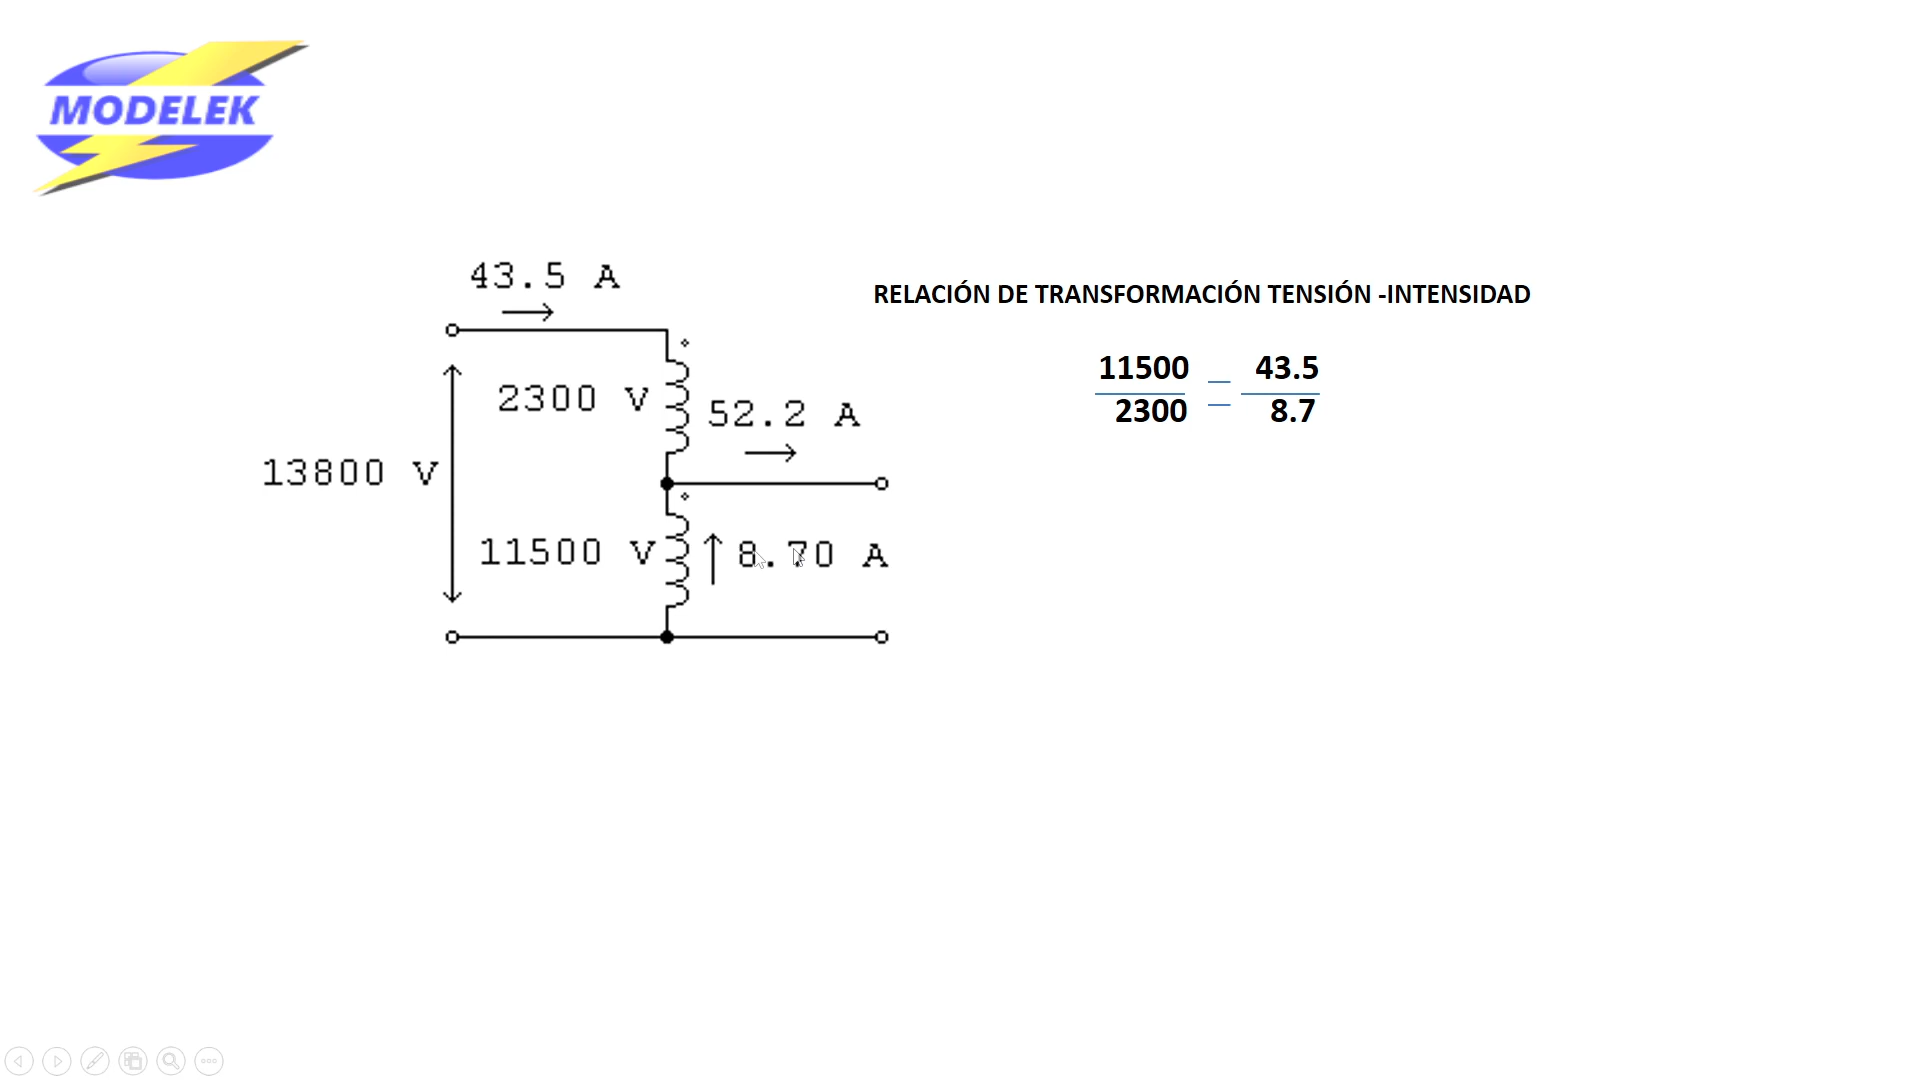 MODELEK
43.5 A
RELACIÓN DE TRANSFORMACIÓN TENSIÓN -INTENSIDAD
11500 = 43.5
2300 8.7
2300 V
52.2 A
13800 V
11500 V
8.70 A